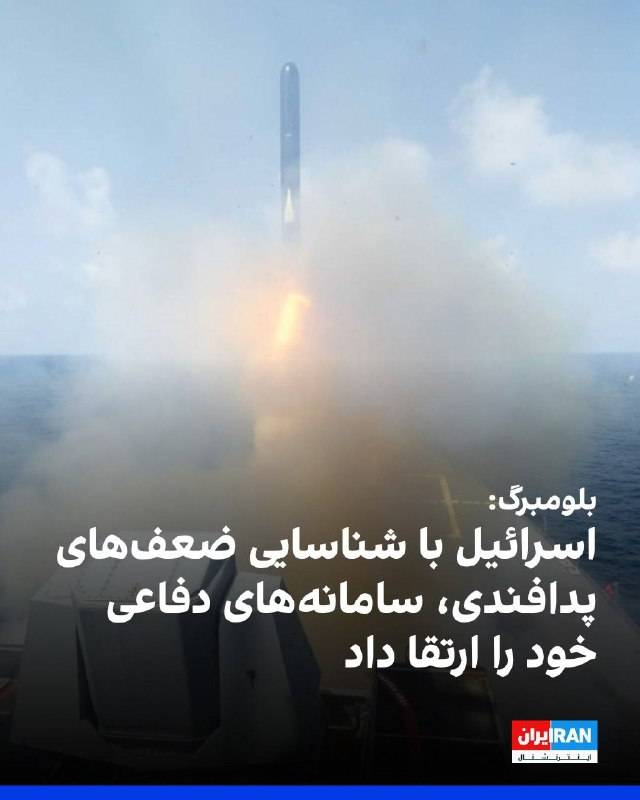 بلومبرگ:
اسرائیل با شناسایی ضعف‌های
پدافندی، سامانه‌های دفاعی
خود را ارتقا داد
ایران IRAN
اینترنشنال